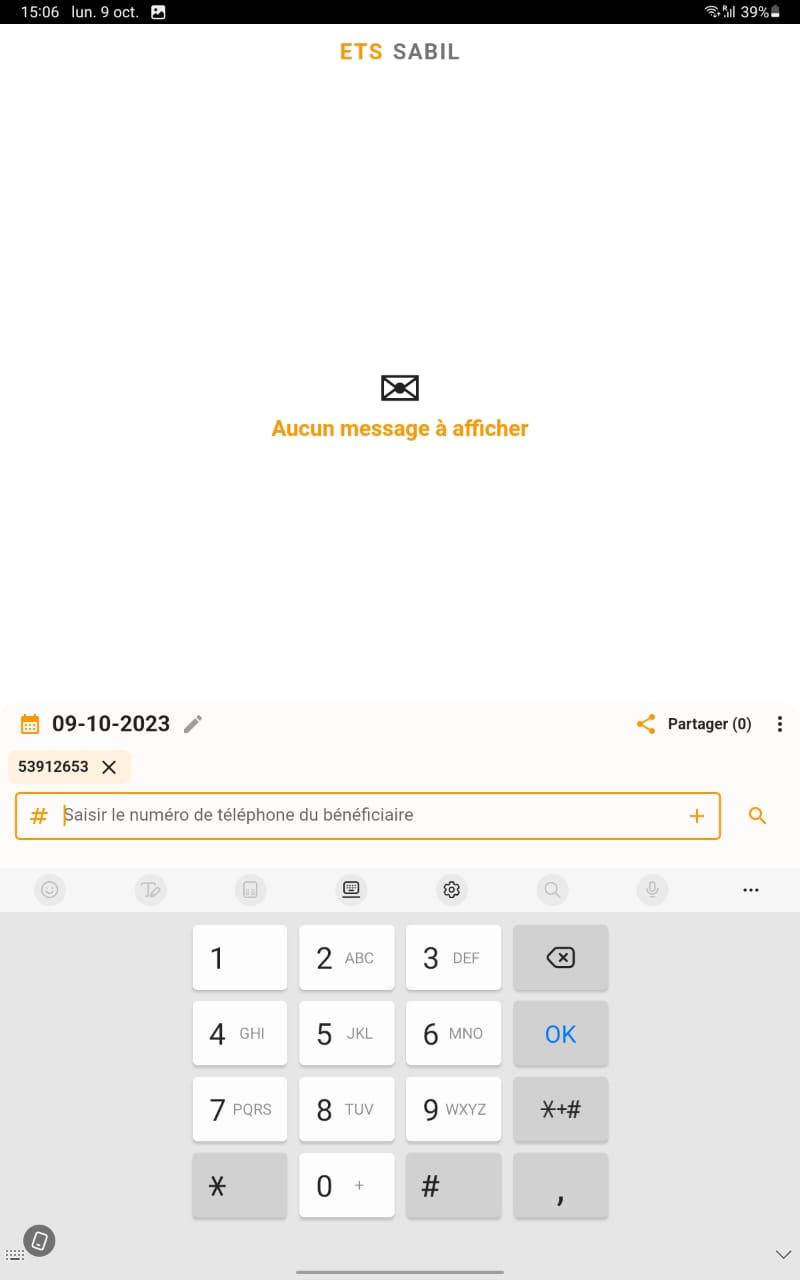 15:06 lun. 9 oct. 39%
ETS SABIL
Aucun message à afficher
09-10-2023 Partager (0)
53912653
# Saisir le numéro de téléphone du bénéficiaire +
1 2 ABC 3 DEF
4 GHI 5 JKL 6 MNO OK
7 PQRS 8 TUV 9 WXYZ *+#
* 0 + # ,